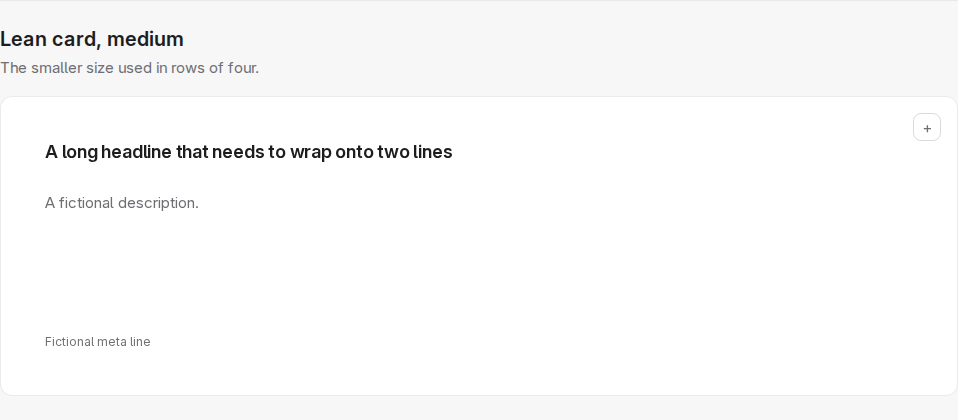 Lean card, medium
The smaller size used in rows of four.
+
A long headline that needs to wrap onto two lines
A fictional description.
Fictional meta line